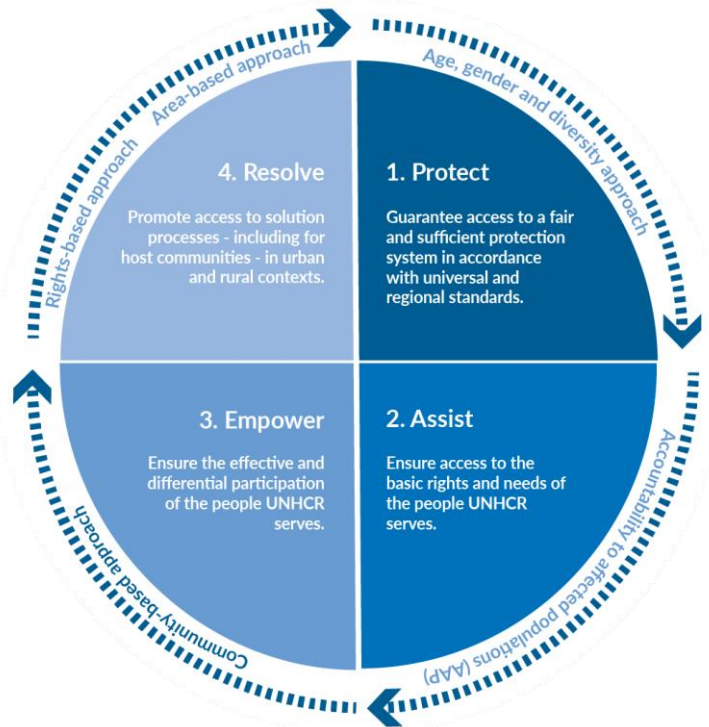 Area-based approach
Rights-based approach
Age, gender and diversity approach
4. Resolve
Promote access to solution
processes - including for
host communities - in urban
and rural contexts.
1. Protect
Guarantee access to a fair
and sufficient protection
system in accordance
with universal and
regional standards.
3. Empower
Ensure the effective and
differential participation
of the people UNHCR
serves.
2. Assist
Ensure access to the
basic rights and needs of
the people UNHCR
serves.
Community-based approach
Accountability to affected populations (AAP)